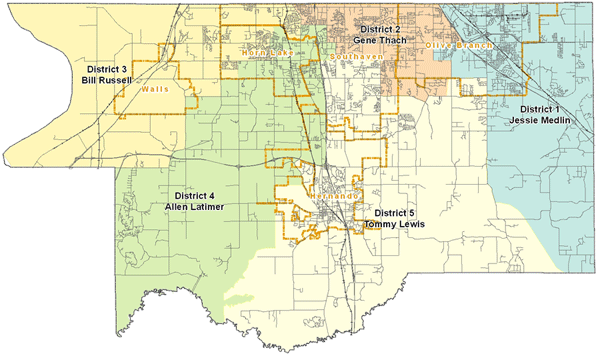 District 2
Gene Thach
Horn Lake
Olive Branch
Southaven
District 3
Bill Russell
Walls
District 1
Jessie Medlin
District 4
Allen Latimer
Hernando
District 5
Tommy Lewis